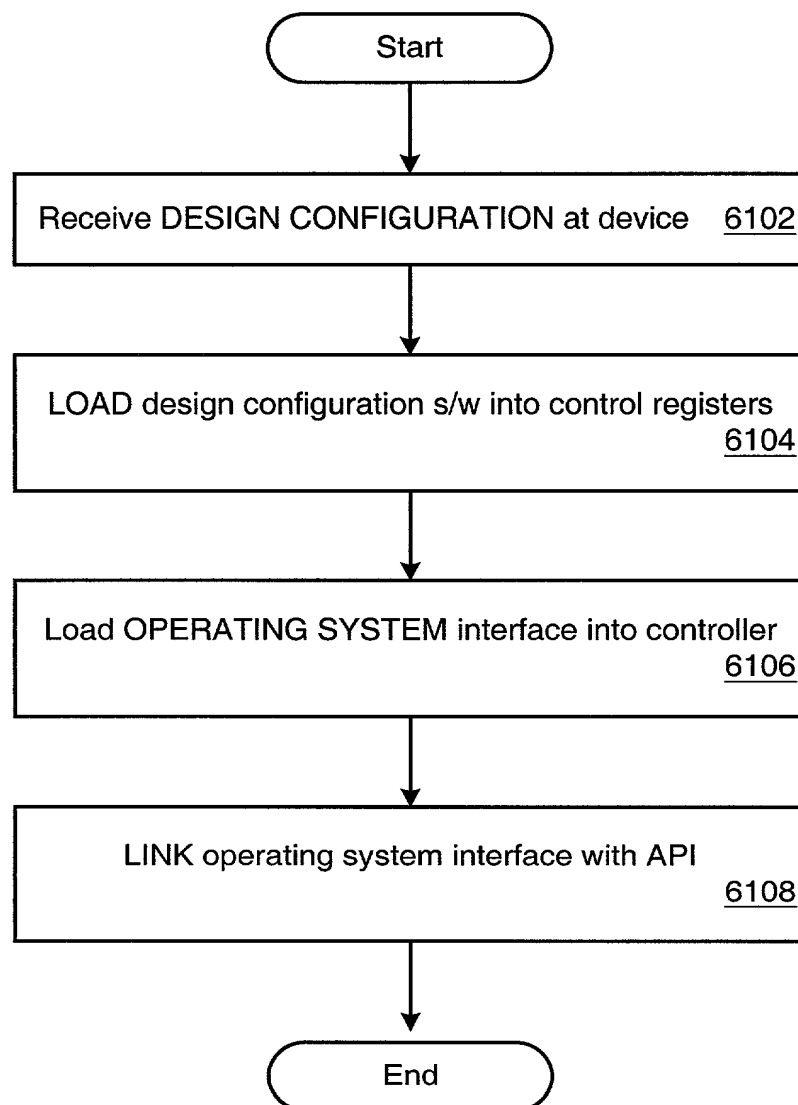 Start
Receive DESIGN CONFIGURATION at device 6102
LOAD design configuration s/w into control registers
6104
Load OPERATING SYSTEM interface into controller
6106
LINK operating system interface with API
6108
End